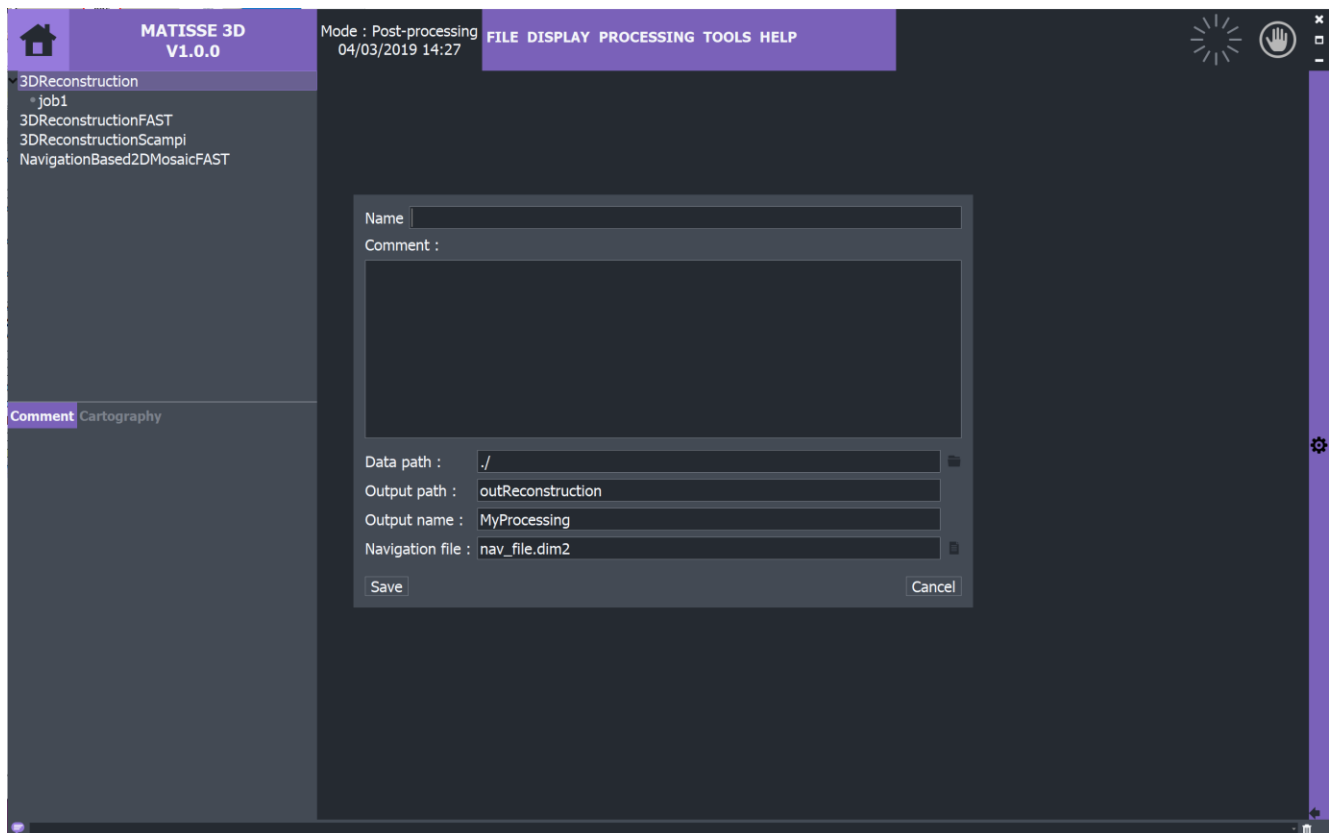 MATISSE 3D
V1.0.0
Mode : Post-processing
04/03/2019 14:27
FILE DISPLAY PROCESSING TOOLS HELP
3DReconstruction
job1
3DReconstructionFAST
3DReconstructionScampi
NavigationBased2DMosaicFAST
Comment Cartography
Name
Comment :
Data path : ./
Output path : outReconstruction
Output name : MyProcessing
Navigation file : nav_file.dim2
Save Cancel